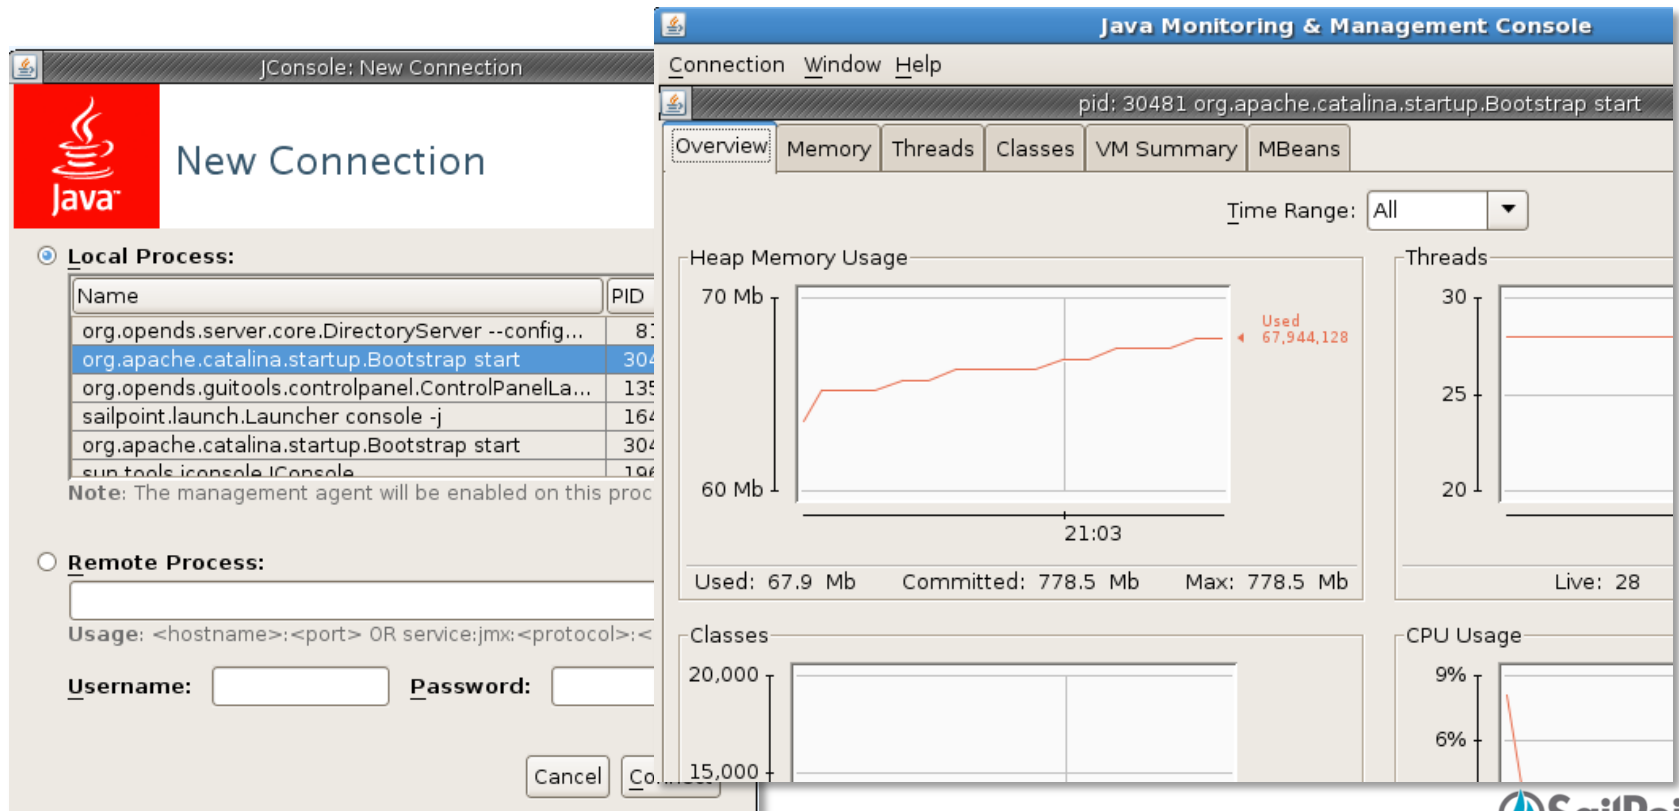 JConsole: New Connection
Java™
New Connection
Local Process:
Name PID
org.opends.server.core.DirectoryServer --config...
org.apache.catalina.startup.Bootstrap start
org.opends.guitools.controlpanel.ControlPanelLa...
sailpoint.launch.Launcher console -j
org.apache.catalina.startup.Bootstrap start
sun.tools.jconsole.JConsole
Note: The management agent will be enabled on this
Remote Process:
Usage: <hostname>:<port> OR service:jmx:<protocol>:<
Username: Password:
Cancel
Java Monitoring & Management Console
Connection Window Help
pid: 30481 org.apache.catalina.startup.Bootstrap start
Overview Memory Threads Classes VM Summary MBeans
Time Range: All
Heap Memory Usage
70 Mb
60 Mb
Used
67,944,128
21:03
Used: 67.9 Mb Committed: 778.5 Mb Max: 778.5 Mb
Threads
30
25
20
Live: 28
Classes
20,000
15,000
CPU Usage
9%
6%